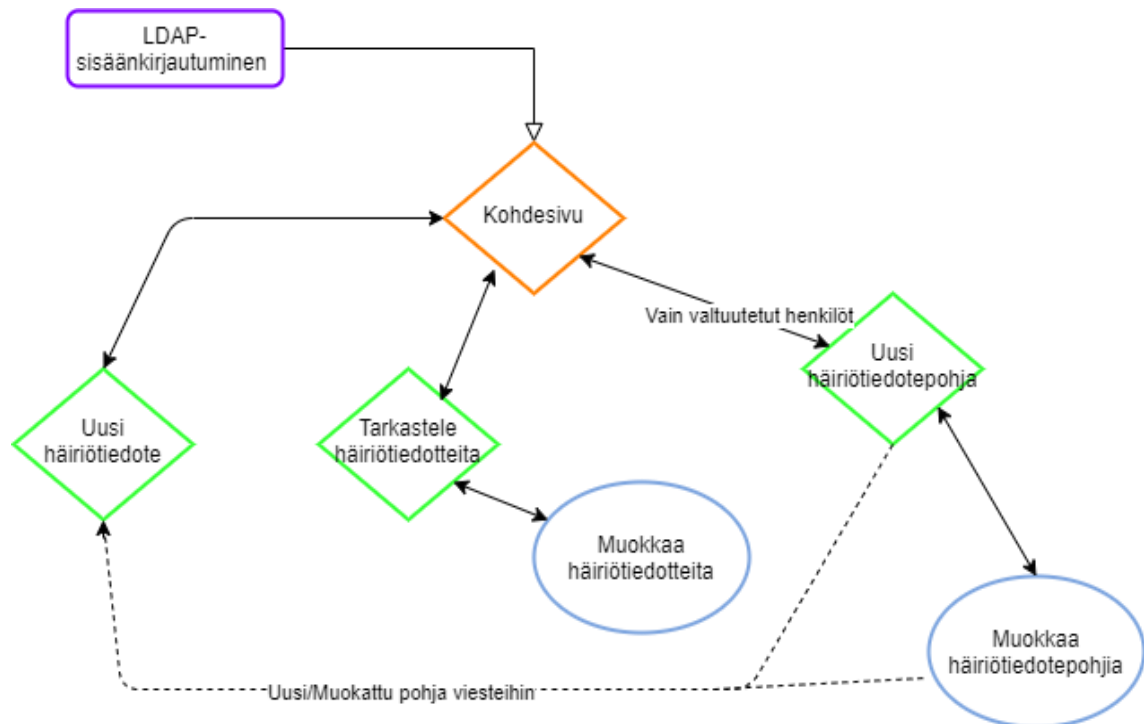 LDAP-
sisäänkirjautuminen
Kohdesivu
Vain valtuutetut henkilöt
Uusi
häiriötiedotepohja
Uusi
häiriötiedote
Tarkastele
häiriötiedotteita
Muokkaa
häiriötiedotteita
Muokkaa
häiriötiedotepohjia
Uusi/Muokattu pohja viesteihin